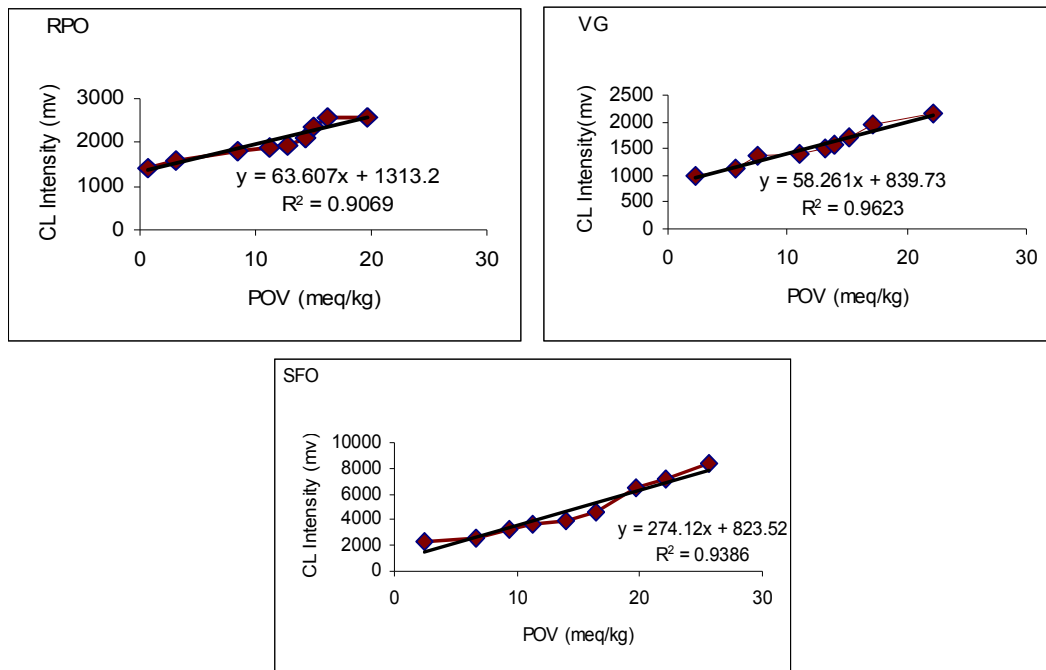 RPO
CL Intensity (mv)
3000
2000
1000
0
y = 63.607x + 1313.2
R² = 0.9069
0 10 20 30
POV (meq/kg)
VG
CL Intensity(mv)
2500
2000
1500
1000
500
0
y = 58.261x + 839.73
R² = 0.9623
0 10 20 30
POV (meq/kg)
SFO
CL Intensity (mv)
10000
8000
6000
4000
2000
0
y = 274.12x + 823.52
R² = 0.9386
0 10 20 30
POV (meq/kg)